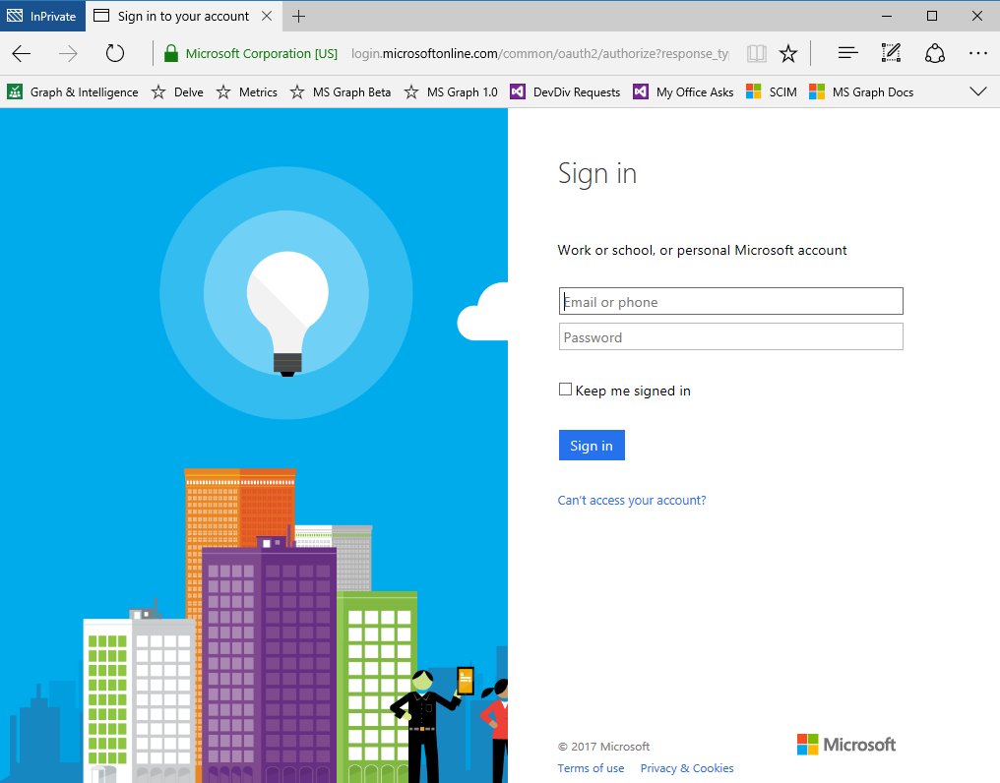 InPrivate
Sign in to your account
Microsoft Corporation [US] login.microsoftonline.com/common/oauth2/authorize?response_ty
Graph & Intelligence Delve Metrics MS Graph Beta MS Graph 1.0 DevDiv Requests My Office Asks SCIM MS Graph Docs
Sign in
Work or school, or personal Microsoft account
Email or phone
Password
Keep me signed in
Sign in
Can't access your account?
© 2017 Microsoft
Terms of use Privacy & Cookies
Microsoft